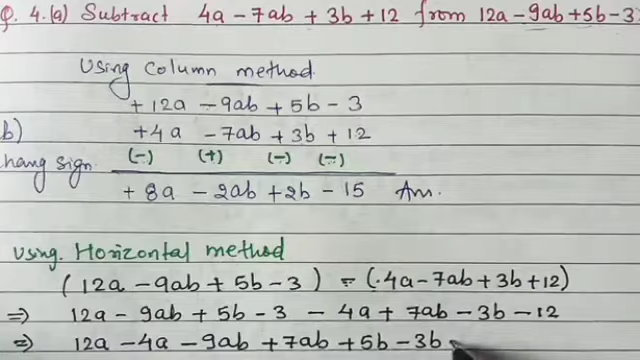 Q. 4.(a) Subtract 4a - 7ab + 3b + 12 from 12a - 9ab + 5b - 3
Using Column method
+ 12a - 9ab + 5b - 3
b) +4a - 7ab + 3b + 12
hang sign. (-) (+) (-) (-)
+ 8a - 2ab + 2b - 15 Am.
Using. Horizontal method
(12a - 9ab + 5b - 3) - (4a - 7ab + 3b + 12)
⇒ 12a - 9ab + 5b - 3 - 4a + 7ab - 3b - 12
⇒ 12a - 4a - 9ab + 7ab + 5b - 3b